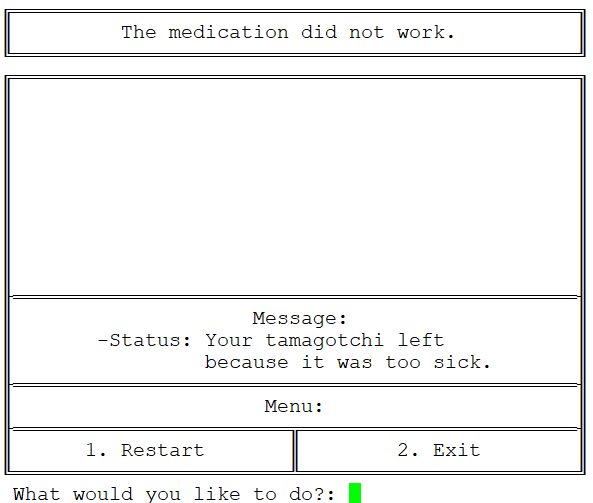 The medication did not work.
Message:
-Status: Your tamagotchi left
because it was too sick.
Menu:
1. Restart 2. Exit
What would you like to do?: